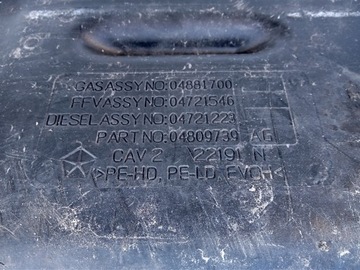 GAS ASSY NO: 04881700
FFV ASSY NO: 04721546
DIESEL ASSY NO: 04721223
PART NO: 04809739 AG
CAV 2 22191 N
>PE-HD, PE-LD, EVOH<